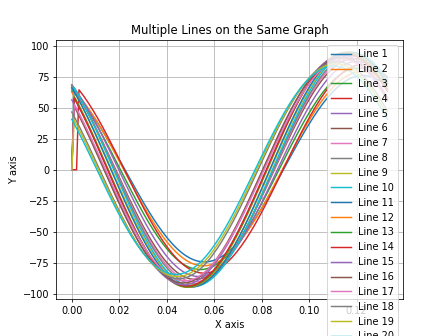 Multiple Lines on the Same Graph
100
75
50
25
0
−25
−50
−75
−100
Y axis
0.00
0.02
0.04
0.06
0.08
0.10
X axis
Line 1
Line 2
Line 3
Line 4
Line 5
Line 6
Line 7
Line 8
Line 9
Line 10
Line 11
Line 12
Line 13
Line 14
Line 15
Line 16
Line 17
Line 18
Line 19
Line 20